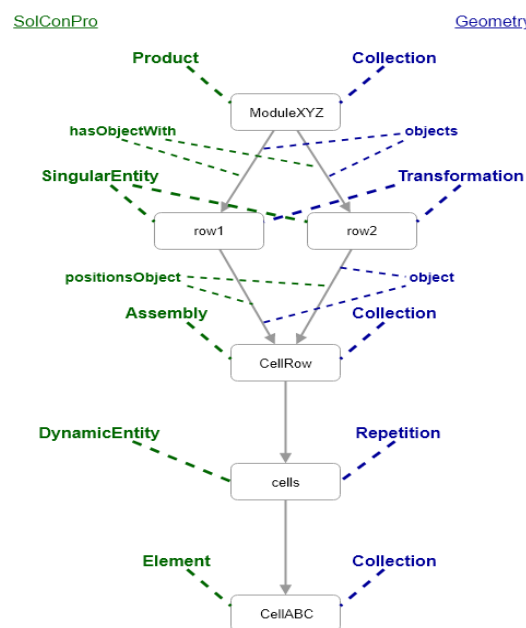 SolConPro Geometry
Product Collection
ModuleXYZ
hasObjectWith objects
SingularEntity Transformation
row1 row2
positionsObject object
Assembly Collection
CellRow
DynamicEntity Repetition
cells
Element Collection
CellABC